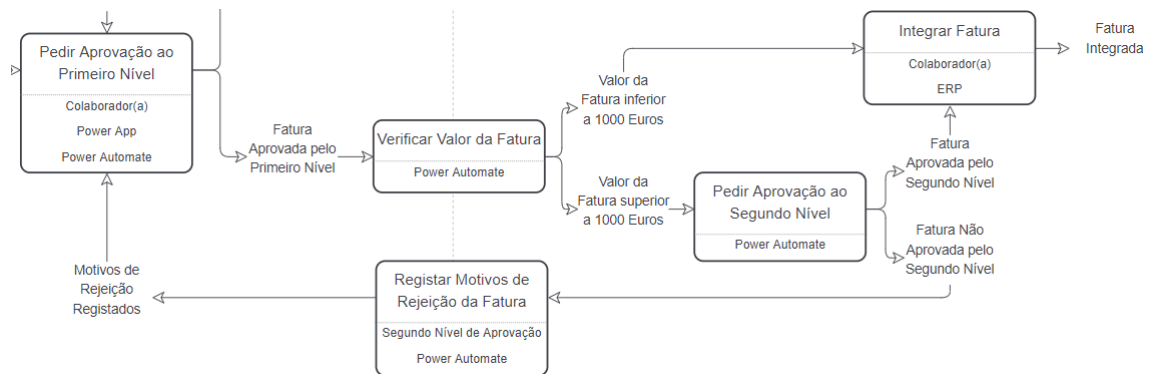 Pedir Aprovação ao
Primeiro Nível
Colaborador(a)
Power App
Power Automate
Fatura
Aprovada pelo
Primeiro Nível
Verificar Valor da Fatura
Power Automate
Valor da
Fatura inferior
a 1000 Euros
Valor da
Fatura superior
a 1000 Euros
Pedir Aprovação ao
Segundo Nível
Power Automate
Integrar Fatura
Colaborador(a)
ERP
Fatura
Integrada
Fatura
Aprovada pelo
Segundo Nível
Fatura Não
Aprovada pelo
Segundo Nível
Registar Motivos de
Rejeição da Fatura
Segundo Nível de Aprovação
Power Automate
Motivos de
Rejeição
Registados